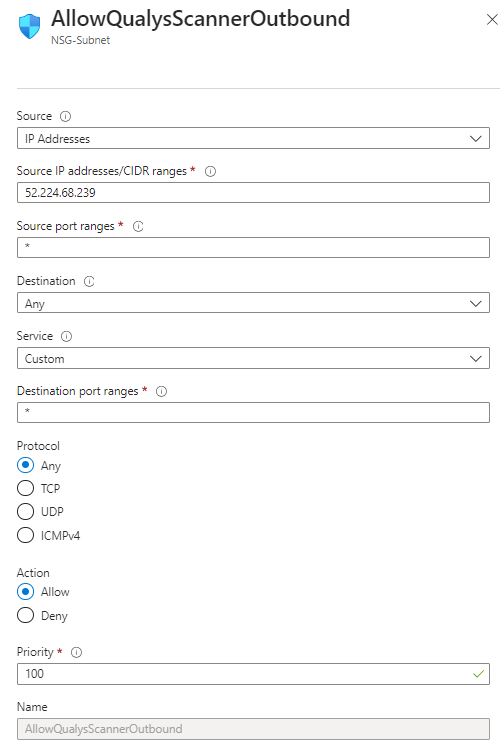 AllowQualysScannerOutbound
NSG-Subnet
Source
IP Addresses
Source IP addresses/CIDR ranges *
52.224.68.239
Source port ranges *
*
Destination
Any
Service
Custom
Destination port ranges *
*
Protocol
Any
TCP
UDP
ICMPv4
Action
Allow
Deny
Priority *
100
Name
AllowQualysScannerOutbound